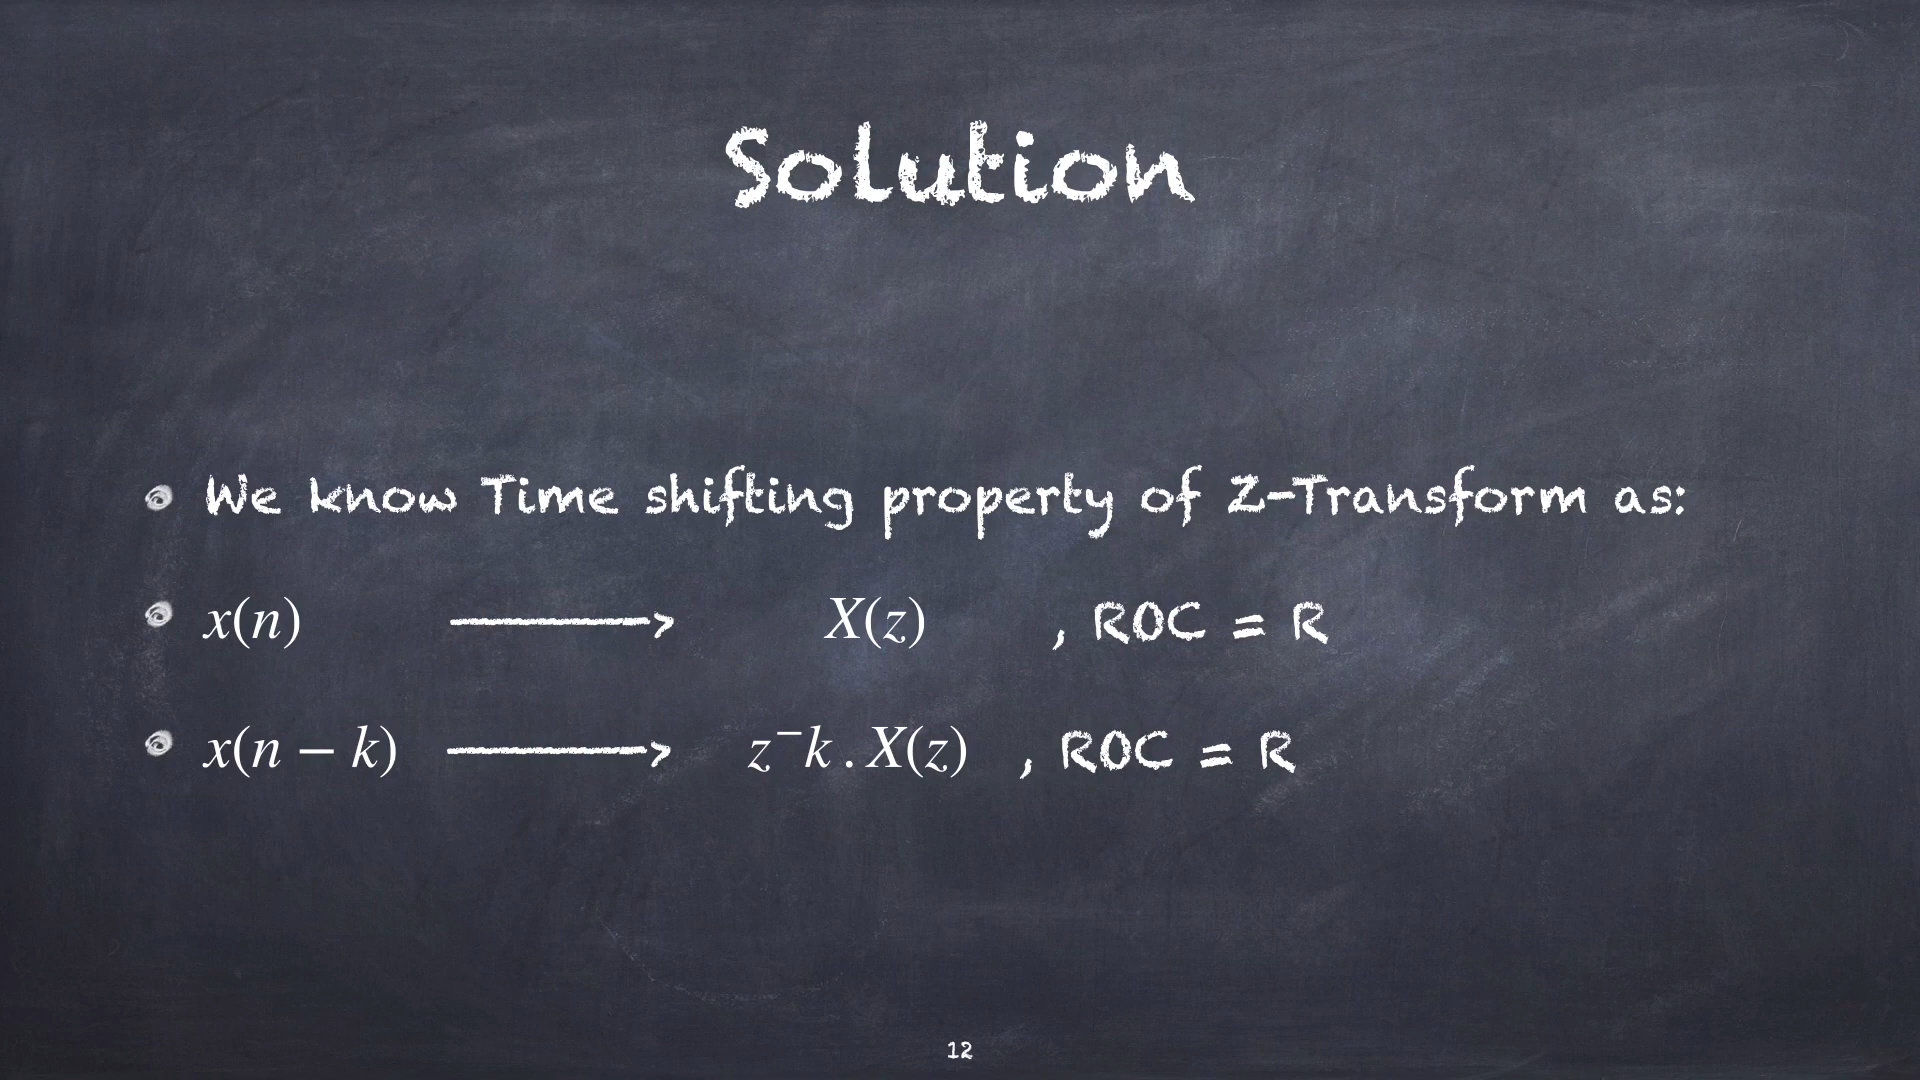 Solution
We know Time shifting property of Z-Transform as:
x(n) ⟶ X(z) , ROC = R
x(n − k) ⟶ z⁻k . X(z) , ROC = R
12